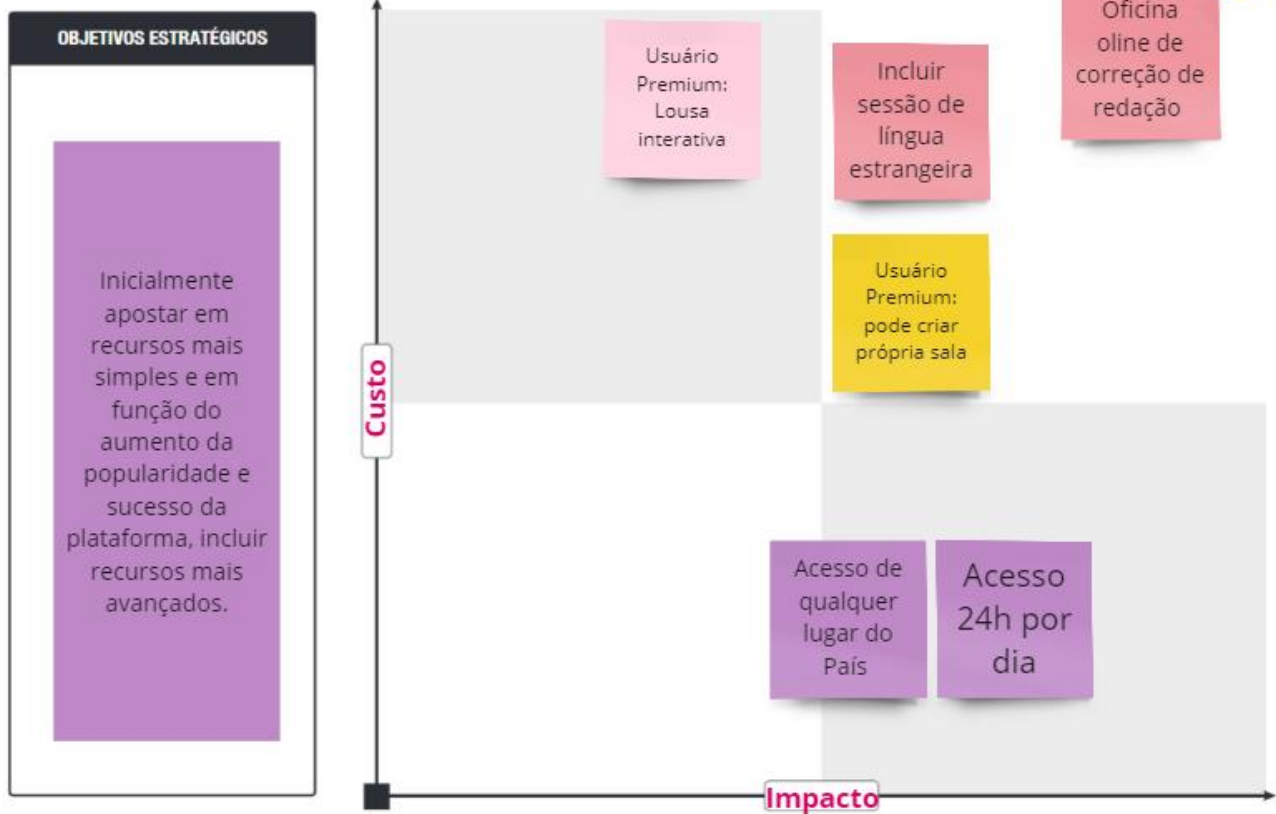 OBJETIVOS ESTRATÉGICOS
Inicialmente
apostar em
recursos mais
simples e em
função do
aumento da
popularidade e
sucesso da
plataforma, incluir
recursos mais
avançados.
Custo
Usuário
Premium:
Lousa
interativa
Incluir
sessão de
língua
estrangeira
Oficina
oline de
correção de
redação
Usuário
Premium:
pode criar
própria sala
Acesso de
qualquer
lugar do
País
Acesso
24h por
dia
Impacto